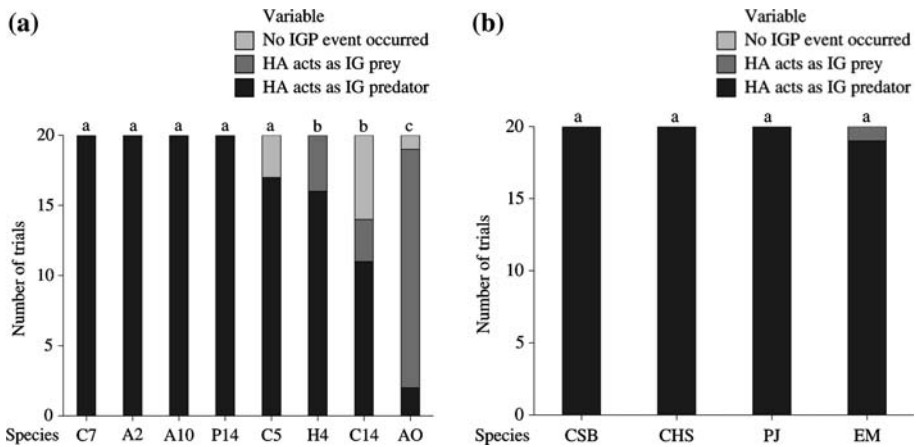 (a)
Variable
No IGP event occurred
HA acts as IG prey
HA acts as IG predator
a a a a a b b c
20
15
10
5
0
Number of trials
Species C7 A2 A10 P14 C5 H4 C14 AO
(b)
Variable
No IGP event occurred
HA acts as IG prey
HA acts as IG predator
a a a a
20
15
10
5
0
Number of trials
Species CSB CHS PJ EM